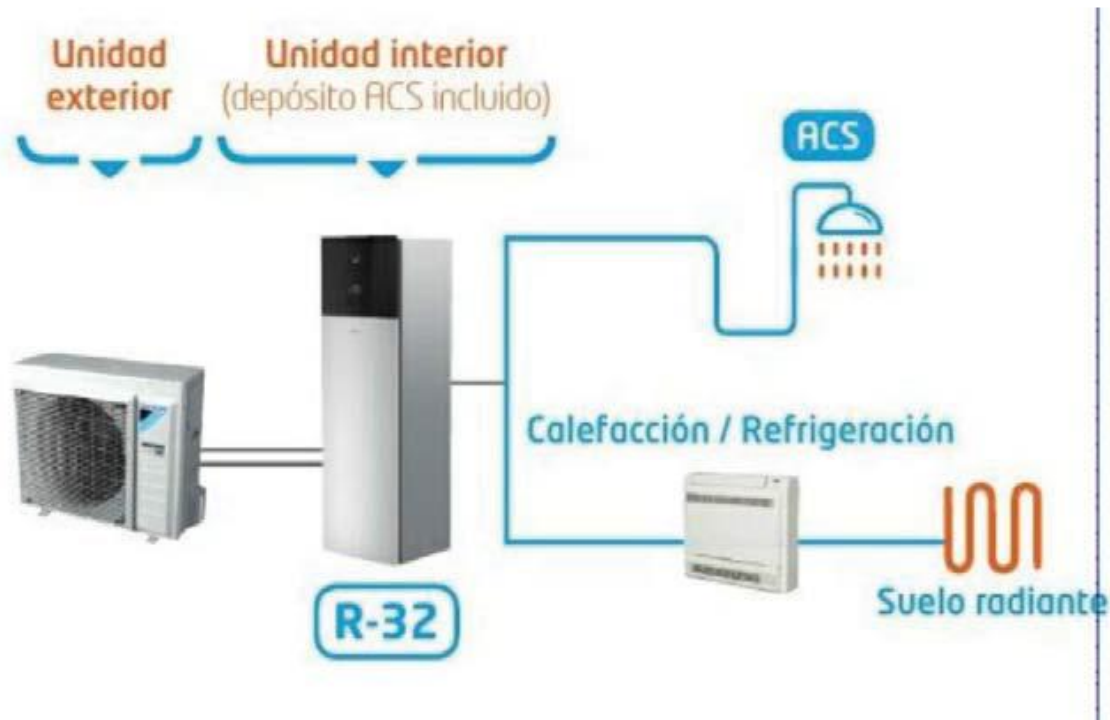 Unidad
exterior
Unidad interior
(depósito ACS incluido)
ACS
Calefacción / Refrigeración
Suelo radiante
R-32